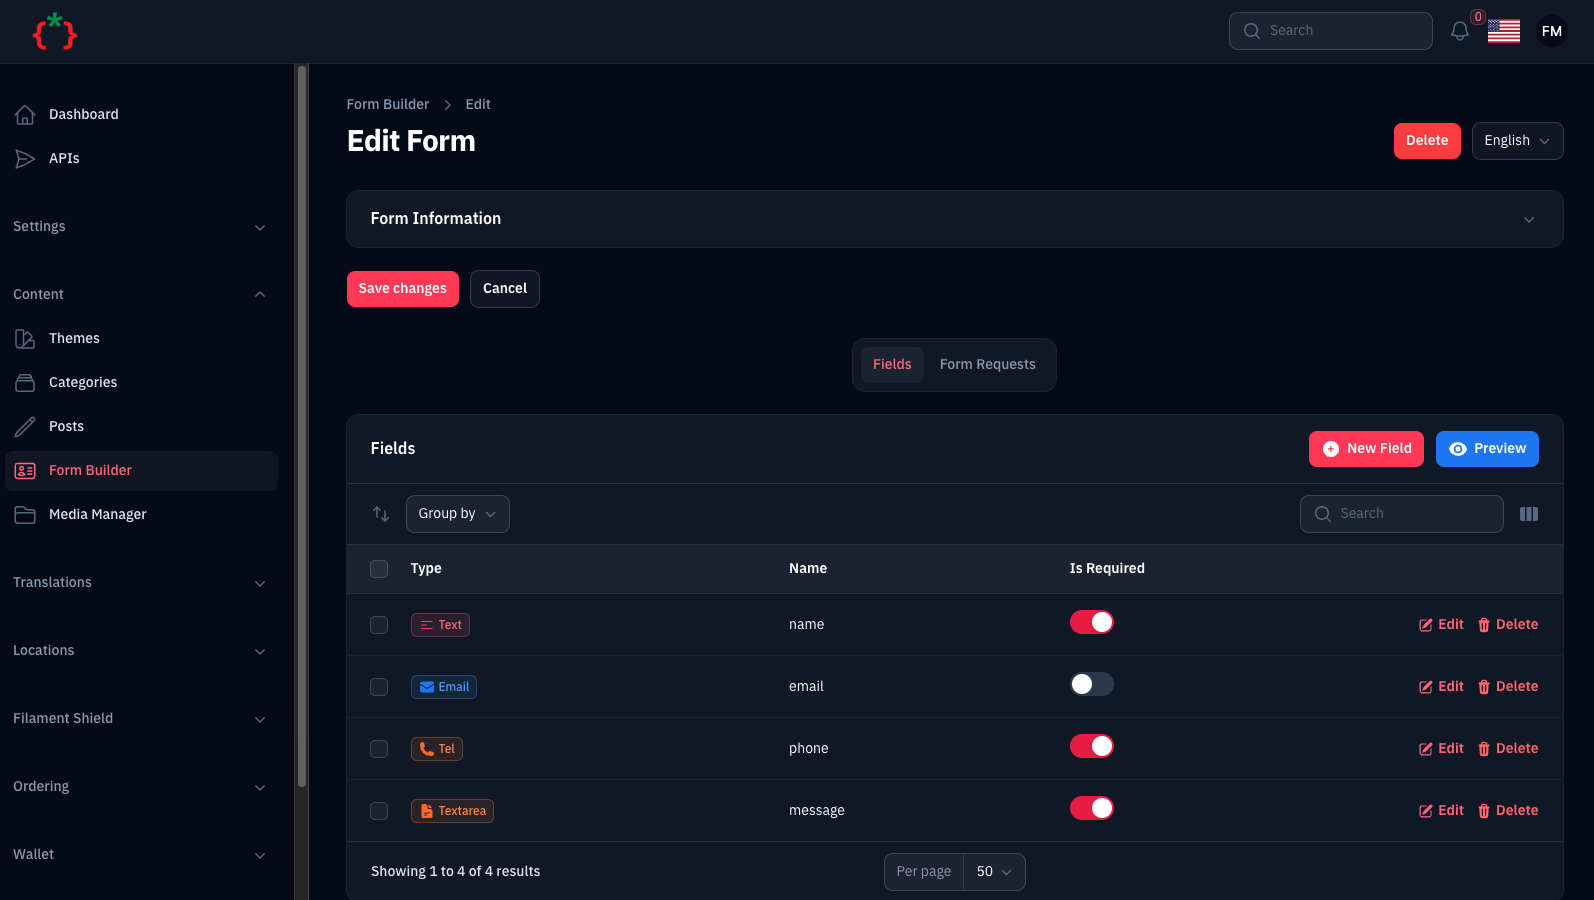 Search
0
FM
Dashboard
APIs
Settings
Content
Themes
Categories
Posts
Form Builder
Media Manager
Translations
Locations
Filament Shield
Ordering
Wallet
Form Builder > Edit
Edit Form
Delete
English
Form Information
Save changes
Cancel
Fields
Form Requests
Fields
New Field
Preview
Group by
Search
Type Name Is Required
Text name Edit Delete
Email email Edit Delete
Tel phone Edit Delete
Textarea message Edit Delete
Showing 1 to 4 of 4 results
Per page 50